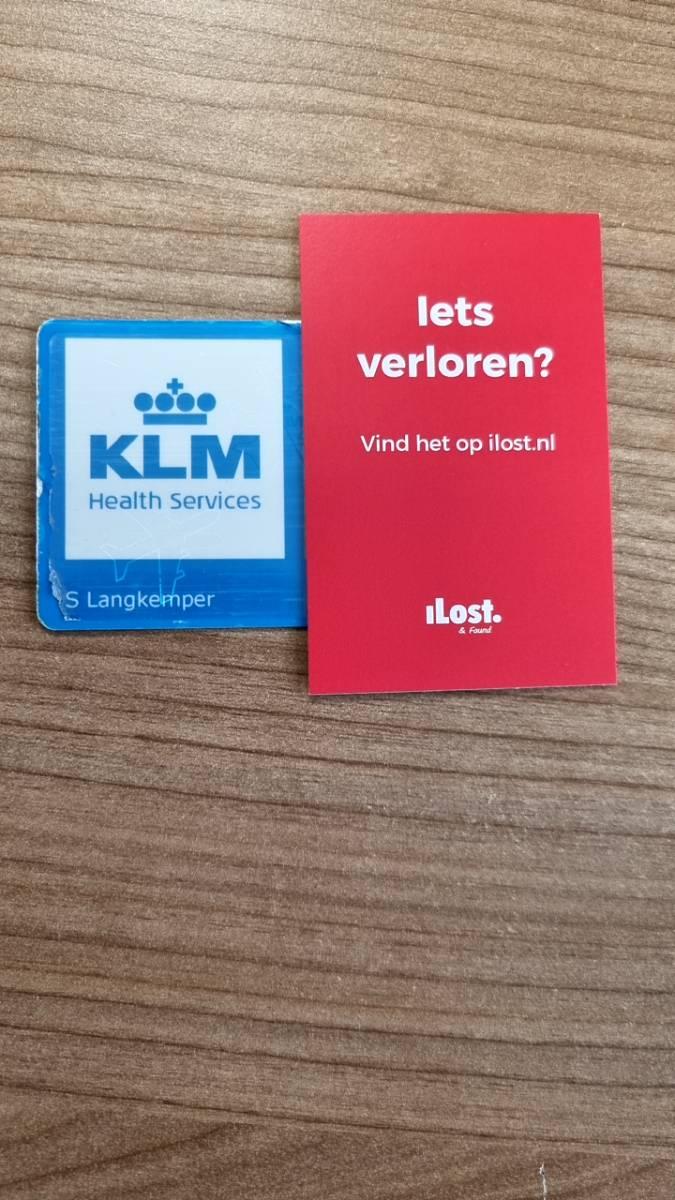 KLM
Health Services
S Langkemper
Iets
verloren?
Vind het op ilost.nl
iLost.
& Found